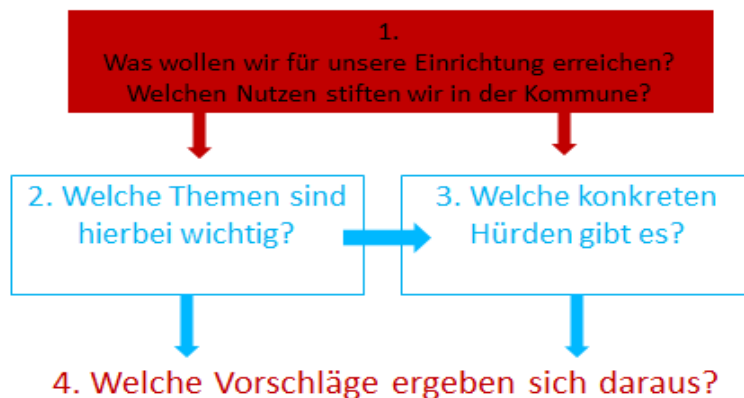 1.
Was wollen wir für unsere Einrichtung erreichen?
Welchen Nutzen stiften wir in der Kommune?
2. Welche Themen sind
hierbei wichtig?
3. Welche konkreten
Hürden gibt es?
4. Welche Vorschläge ergeben sich daraus?